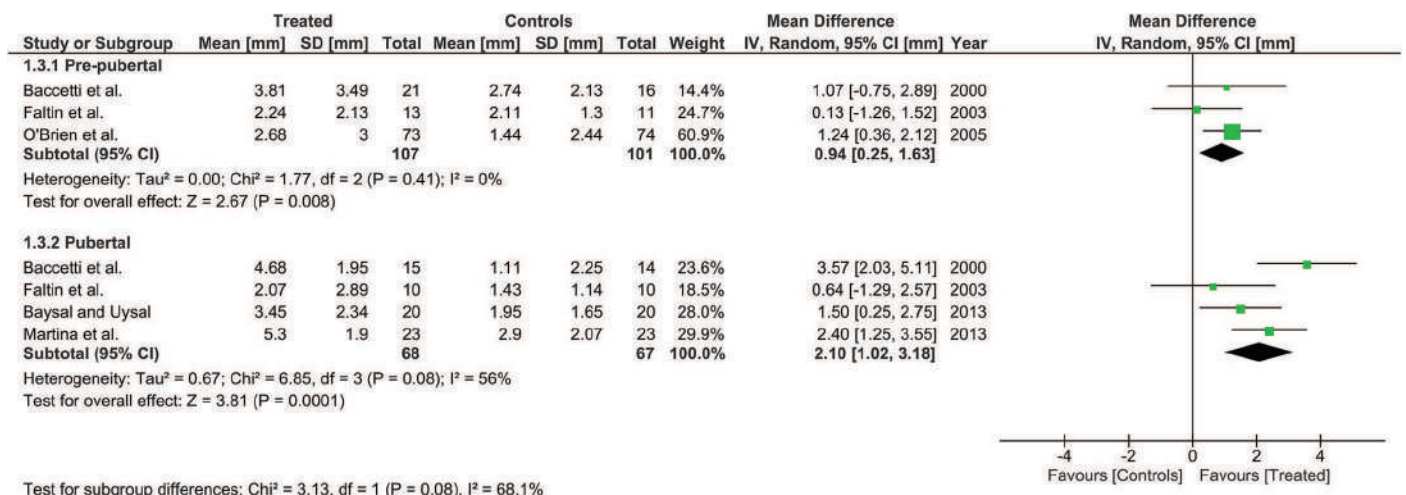 Treated Controls Mean Difference Mean Difference
Study or Subgroup Mean [mm] SD [mm] Total Mean [mm] SD [mm] Total Weight IV, Random, 95% CI [mm] Year IV, Random, 95% CI [mm]
1.3.1 Pre-pubertal
Baccetti et al. 3.81 3.49 21 2.74 2.13 16 14.4% 1.07 [-0.75, 2.89] 2000
Faltin et al. 2.24 2.13 13 2.11 1.3 11 24.7% 0.13 [-1.26, 1.52] 2003
O'Brien et al. 2.68 3 73 1.44 2.44 74 60.9% 1.24 [0.36, 2.12] 2005
Subtotal (95% CI) 107 101 100.0% 0.94 [0.25, 1.63]
Heterogeneity: Tau² = 0.00; Chi² = 1.77, df = 2 (P = 0.41); I² = 0%
Test for overall effect: Z = 2.67 (P = 0.008)
1.3.2 Pubertal
Baccetti et al. 4.68 1.95 15 1.11 2.25 14 23.6% 3.57 [2.03, 5.11] 2000
Faltin et al. 2.07 2.89 10 1.43 1.14 10 18.5% 0.64 [-1.29, 2.57] 2003
Baysal and Uysal 3.45 2.34 20 1.95 1.65 20 28.0% 1.50 [0.25, 2.75] 2013
Martina et al. 5.3 1.9 23 2.9 2.07 23 29.9% 2.40 [1.25, 3.55] 2013
Subtotal (95% CI) 68 67 100.0% 2.10 [1.02, 3.18]
Heterogeneity: Tau² = 0.67; Chi² = 6.85, df = 3 (P = 0.08); I² = 56%
Test for overall effect: Z = 3.81 (P = 0.0001)
-4 -2 0 2 4
Favours [Controls] Favours [Treated]
Test for subgroup differences: Chi² = 3.13, df = 1 (P = 0.08), I² = 68.1%